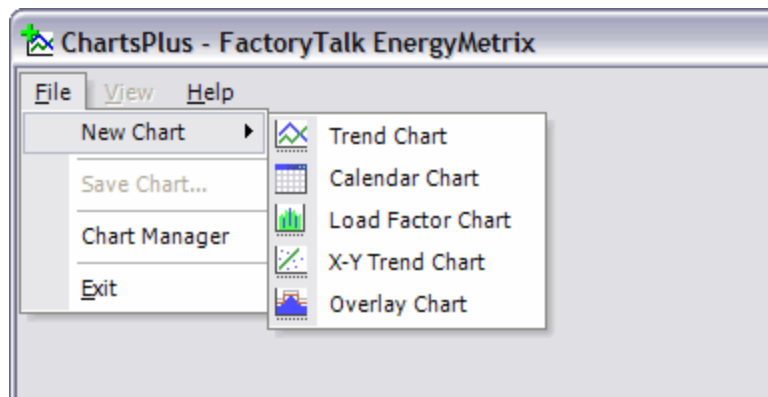 ChartsPlus - FactoryTalk EnergyMetrix
File View Help
New Chart
Save Chart...
Chart Manager
Exit
Trend Chart
Calendar Chart
Load Factor Chart
X-Y Trend Chart
Overlay Chart